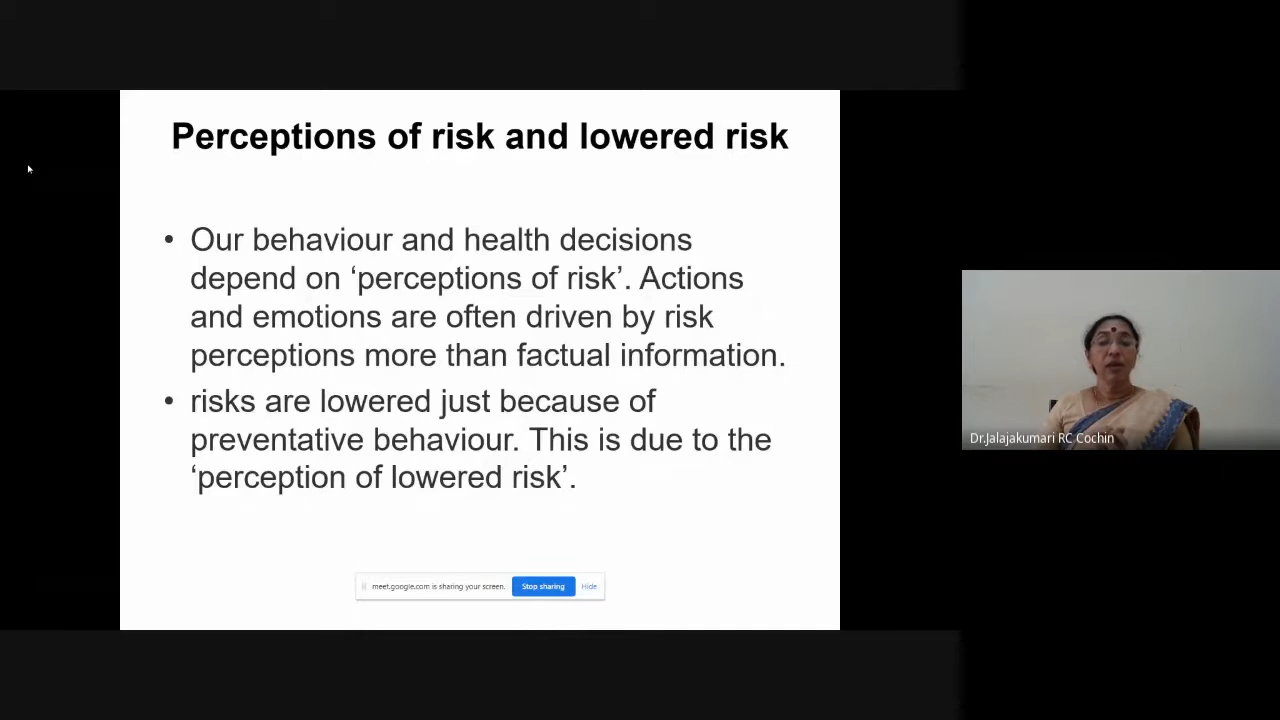 Perceptions of risk and lowered risk
• Our behaviour and health decisions
depend on ‘perceptions of risk’. Actions
and emotions are often driven by risk
perceptions more than factual information.
• risks are lowered just because of
preventative behaviour. This is due to the
‘perception of lowered risk’.
meet.google.com is sharing your screen. Stop sharing Hide
Dr.Jalajakumari RC Cochin